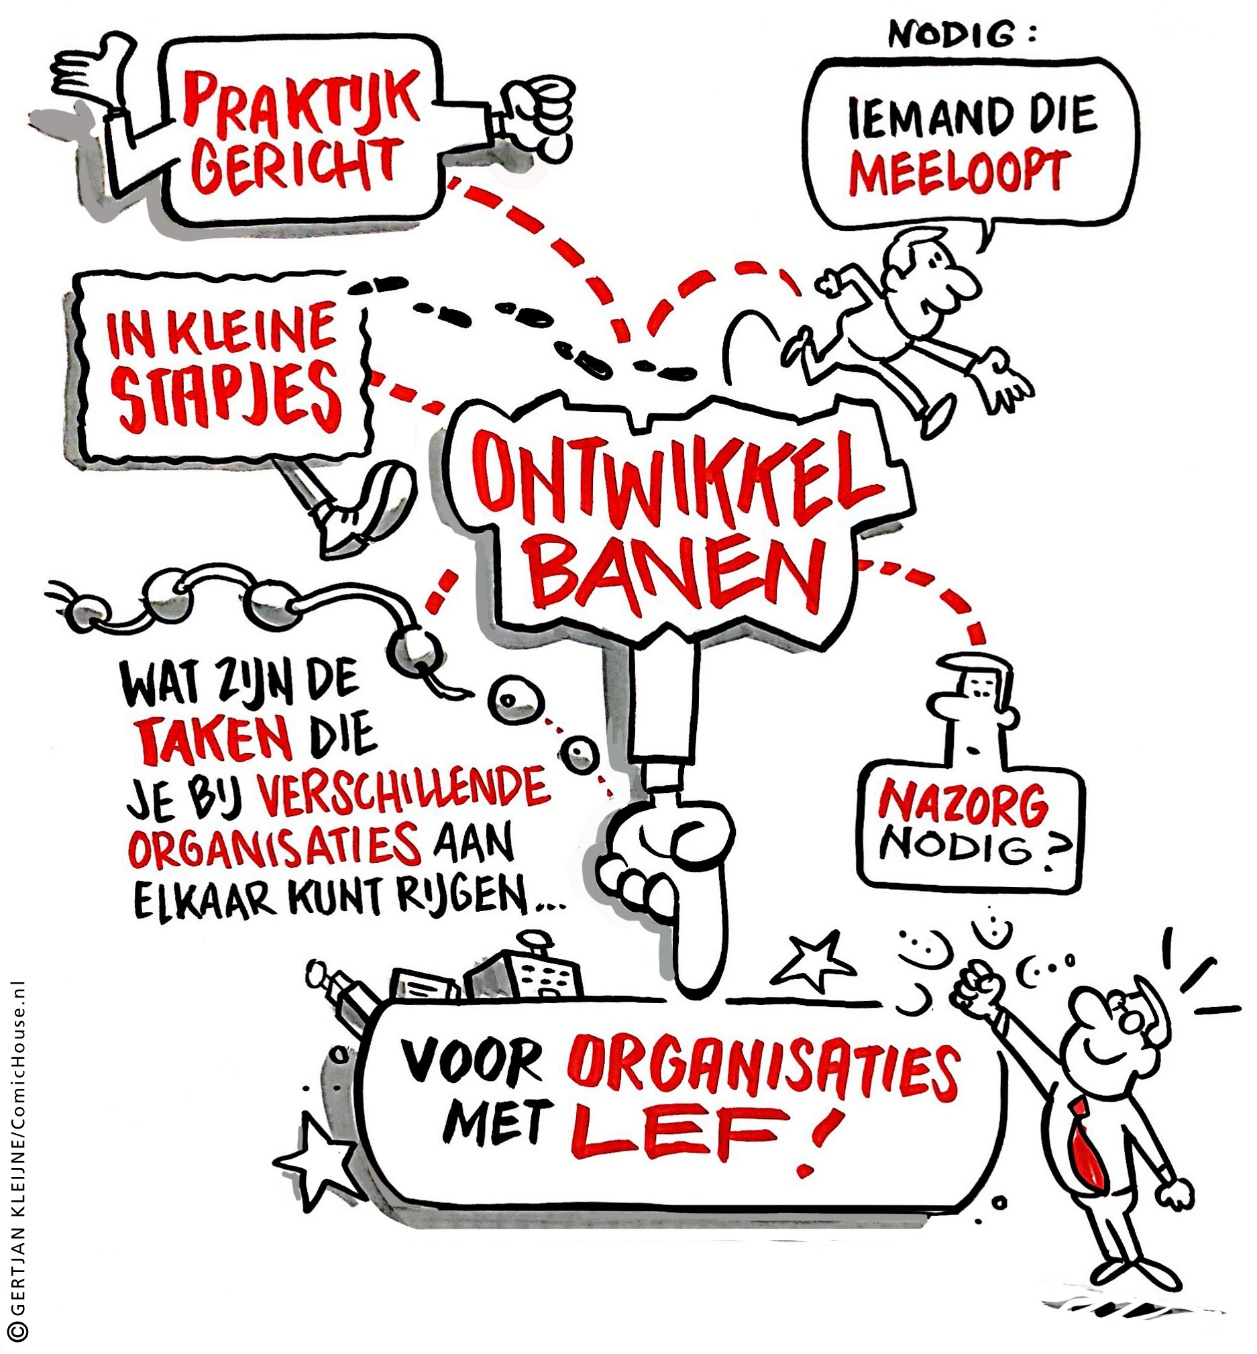 PRAKTIJK
GERICHT
NODIG:
IEMAND DIE
MEELOOPT
IN KLEINE
STAPJES
ONTWIKKEL
BANEN
WAT ZIJN DE
TAKEN DIE
JE BIJ VERSCHILLENDE
ORGANISATIES AAN
ELKAAR KUNT RIJGEN...
NAZORG
NODIG?
VOOR ORGANISATIES
MET LEF!
© GERTJAN KLEIJNE/ComicHouse.nl